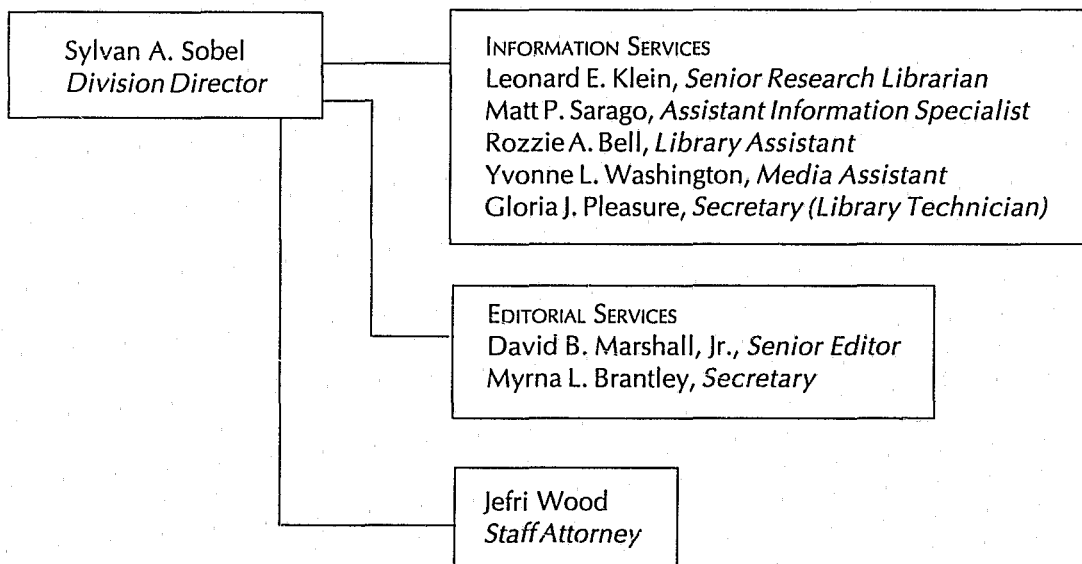 Sylvan A. Sobel
Division Director
INFORMATION SERVICES
Leonard E. Klein, Senior Research Librarian
Matt P. Sarago, Assistant Information Specialist
Rozzie A. Bell, Library Assistant
Yvonne L. Washington, Media Assistant
Gloria J. Pleasure, Secretary (Library Technician)
EDITORIAL SERVICES
David B. Marshall, Jr., Senior Editor
Myrna L. Brantley, Secretary
Jefri Wood
Staff Attorney